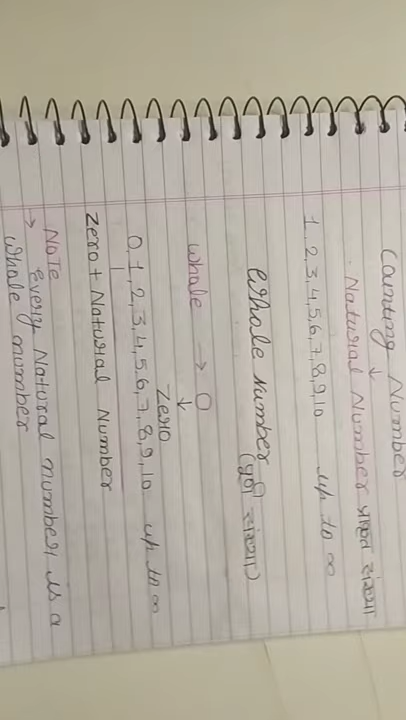 Counting Number
↓
Natural Number प्राकृत संख्या
1, 2, 3, 4, 5, 6, 7, 8, 9, 10 up to ∞
Whole Number (पूर्ण संख्या)
Whole → 0
↓
Zero
0, 1, 2, 3, 4, 5, 6, 7, 8, 9, 10 up to ∞
Zero + Natural Number
Note
→ Every Natural number is a
whole number